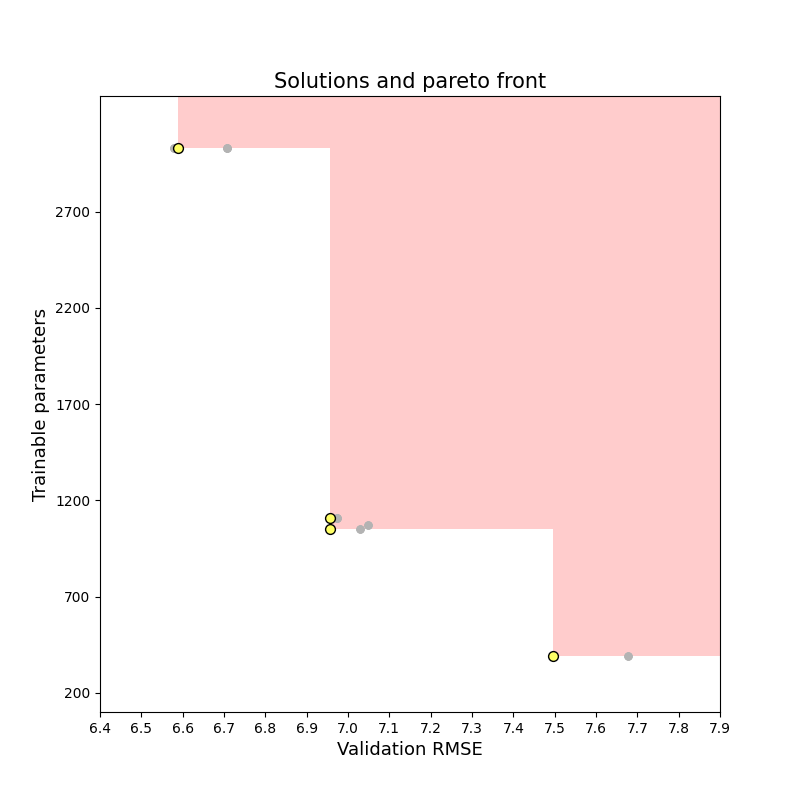 Solutions and pareto front
Trainable parameters
2700
2200
1700
1200
700
200
6.4 6.5 6.6 6.7 6.8 6.9 7.0 7.1 7.2 7.3 7.4 7.5 7.6 7.7 7.8 7.9
Validation RMSE